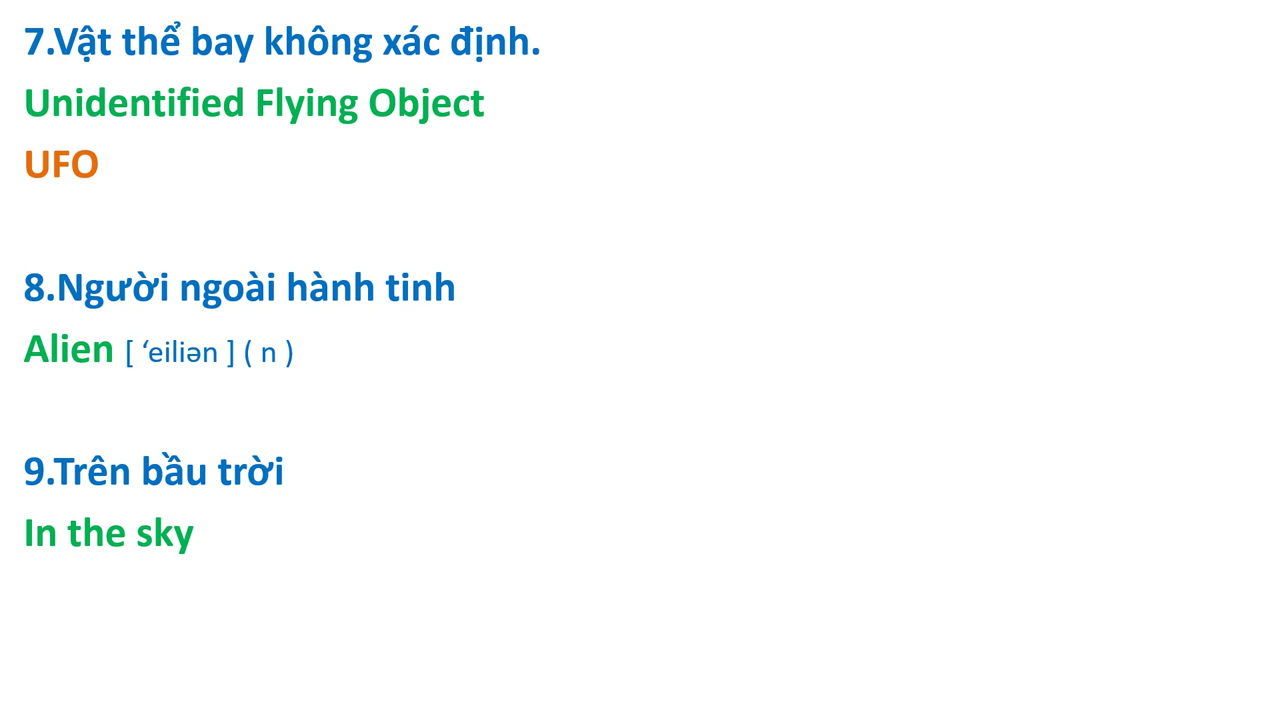 7.Vật thể bay không xác định.
Unidentified Flying Object
UFO
8.Người ngoài hành tinh
Alien [ ‘eiliən ] ( n )
9.Trên bầu trời
In the sky